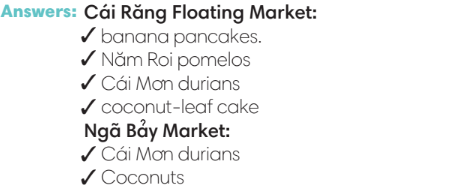 Answers: Cái Răng Floating Market:
✓ banana pancakes.
✓ Năm Roi pomelos
✓ Cái Mơn durians
✓ coconut-leaf cake
Ngã Bảy Market:
✓ Cái Mơn durians
✓ Coconuts